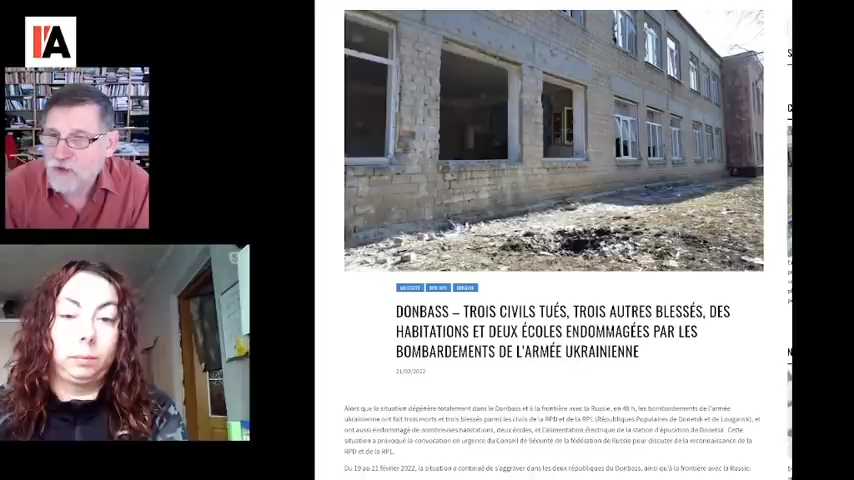 I'A
DONBASS – TROIS CIVILS TUÉS, TROIS AUTRES BLESSÉS, DES
HABITATIONS ET DEUX ÉCOLES ENDOMMAGÉES PAR LES
BOMBARDEMENTS DE L'ARMÉE UKRAINIENNE
21/02/2022
Alors que la situation dégénère totalement dans le Donbass et à la frontière avec la Russie, en 48 h, les bombardements de l'armée
ukrainienne ont fait trois morts et trois blessés parmi les civils de la RPD et de la RPL (Républiques Populaires de Donetsk et de Lougansk), et
ont aussi endommagé de nombreuses habitations, deux écoles, et l'alimentation électrique de la station d'épuration de Donetsk. Cette
situation a provoqué la convocation en urgence du Conseil de Sécurité de la fédération de Russie pour discuter de la reconnaissance de la
RPD et de la RPL.
Du 19 au 21 février 2022, la situation a continué de s'aggraver dans les deux républiques du Donbass, ainsi qu'à la frontière avec la Russie.